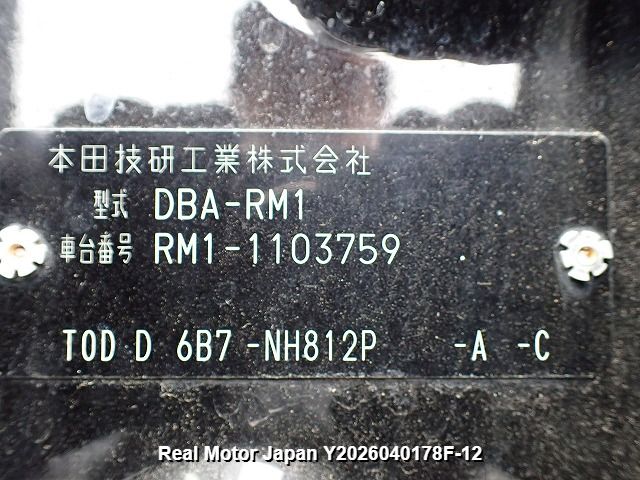 本田技研工業株式会社
型式 DBA-RM1
車台番号 RM1-1103759
TOD D 6B7 -NH812P -A -C
Real Motor Japan Y2026040178F-12